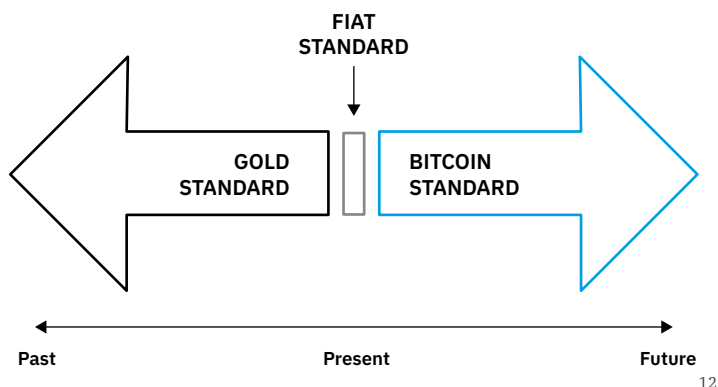 FIAT
STANDARD
GOLD
STANDARD
BITCOIN
STANDARD
Past
Present
Future
12